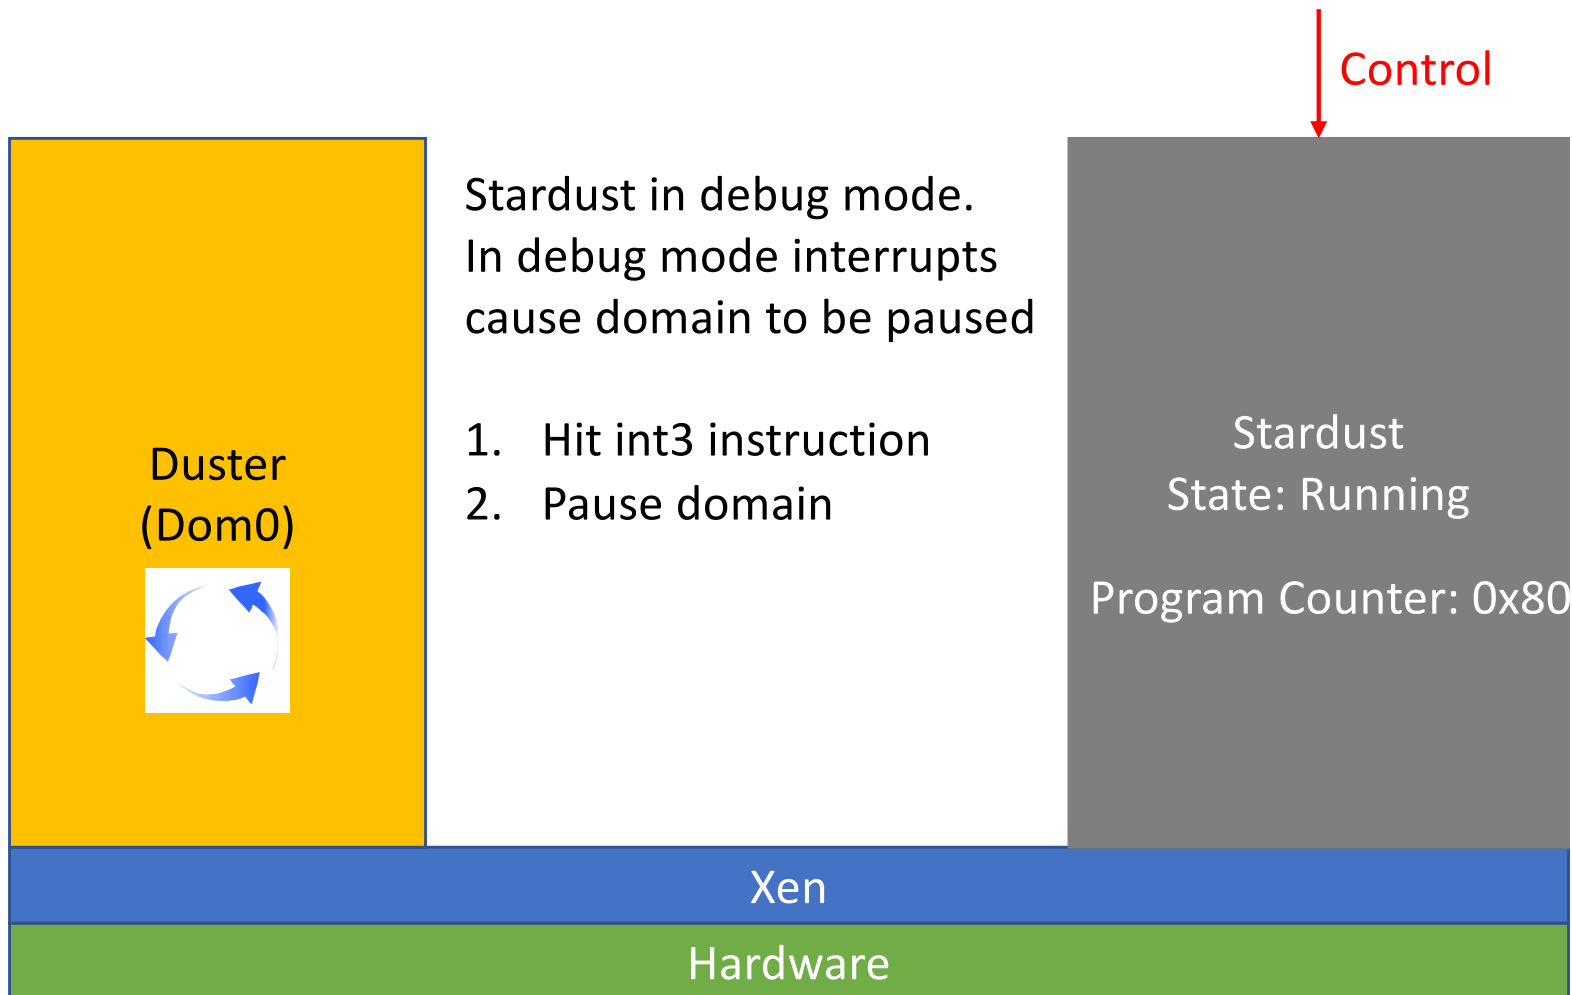 Control
Stardust in debug mode.
In debug mode interrupts
cause domain to be paused
1. Hit int3 instruction
2. Pause domain
Duster
(Dom0)
Stardust
State: Running
Program Counter: 0x80
Xen
Hardware